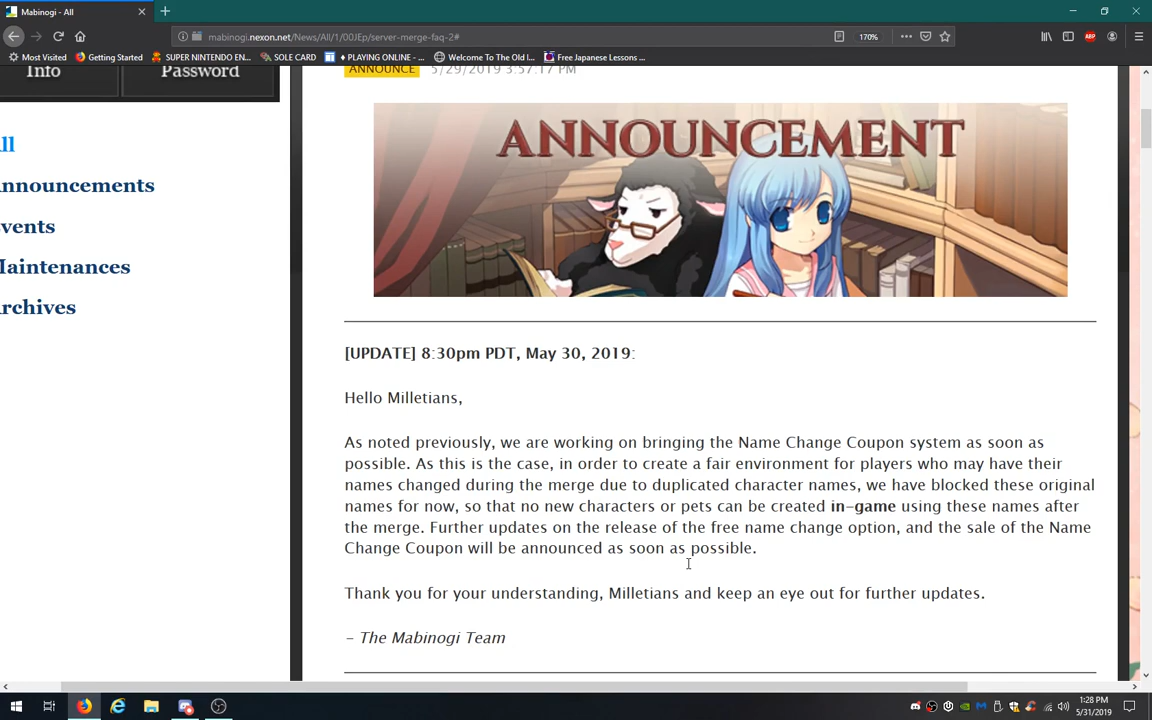 Mabinogi - All
mabinogi.nexon.net/News/All/1/00JEp/server-merge-faq-2#
170%
Most Visited
Getting Started
SUPER NINTENDO EN...
SOLE CARD
♦ PLAYING ONLINE - ...
Welcome To The Old I...
Free Japanese Lessons ...
ABP
Info
Password
ll
nnouncements
vents
Maintenances
rchives
ANNOUNCE 5/29/2019 3:57:17 PM
ANNOUNCEMENT
[UPDATE] 8:30pm PDT, May 30, 2019:
Hello Milletians,
As noted previously, we are working on bringing the Name Change Coupon system as soon as
possible. As this is the case, in order to create a fair environment for players who may have their
names changed during the merge due to duplicated character names, we have blocked these original
names for now, so that no new characters or pets can be created in-game using these names after
the merge. Further updates on the release of the free name change option, and the sale of the Name
Change Coupon will be announced as soon as possible.
Thank you for your understanding, Milletians and keep an eye out for further updates.
- The Mabinogi Team
1:28 PM
5/31/2019